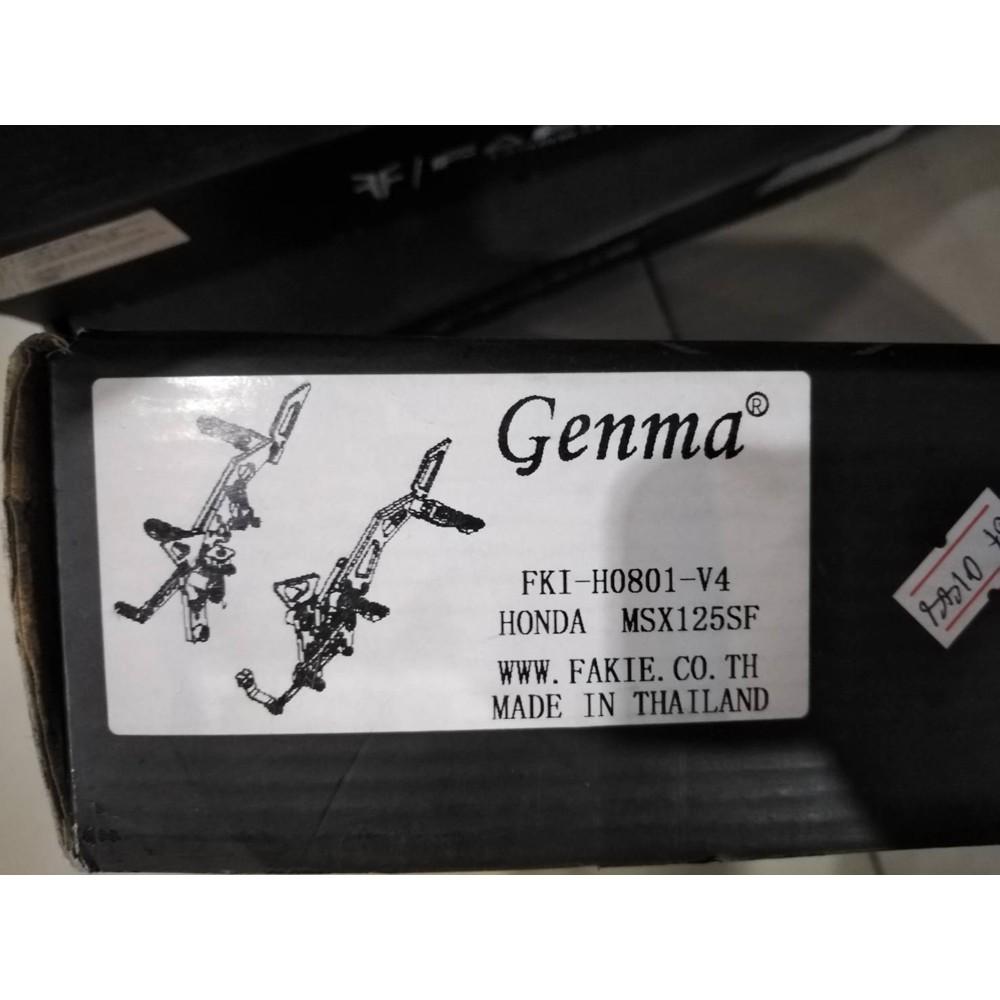 Genma®
FKI-H0801-V4
HONDA MSX125SF
WWW.FAKIE.CO.TH
MADE IN THAILAND